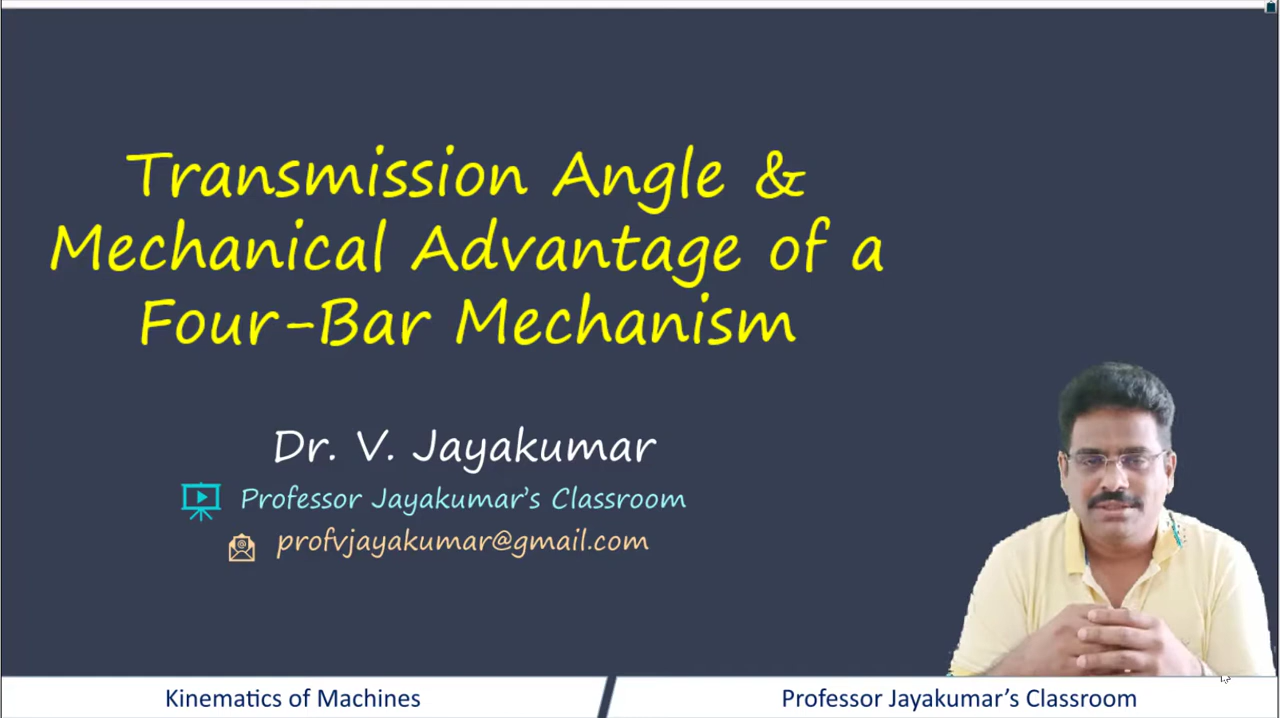 Transmission Angle &
Mechanical Advantage of a
Four-Bar Mechanism
Dr. V. Jayakumar
Professor Jayakumar’s Classroom
profvjayakumar@gmail.com
Kinematics of Machines
Professor Jayakumar’s Classroom